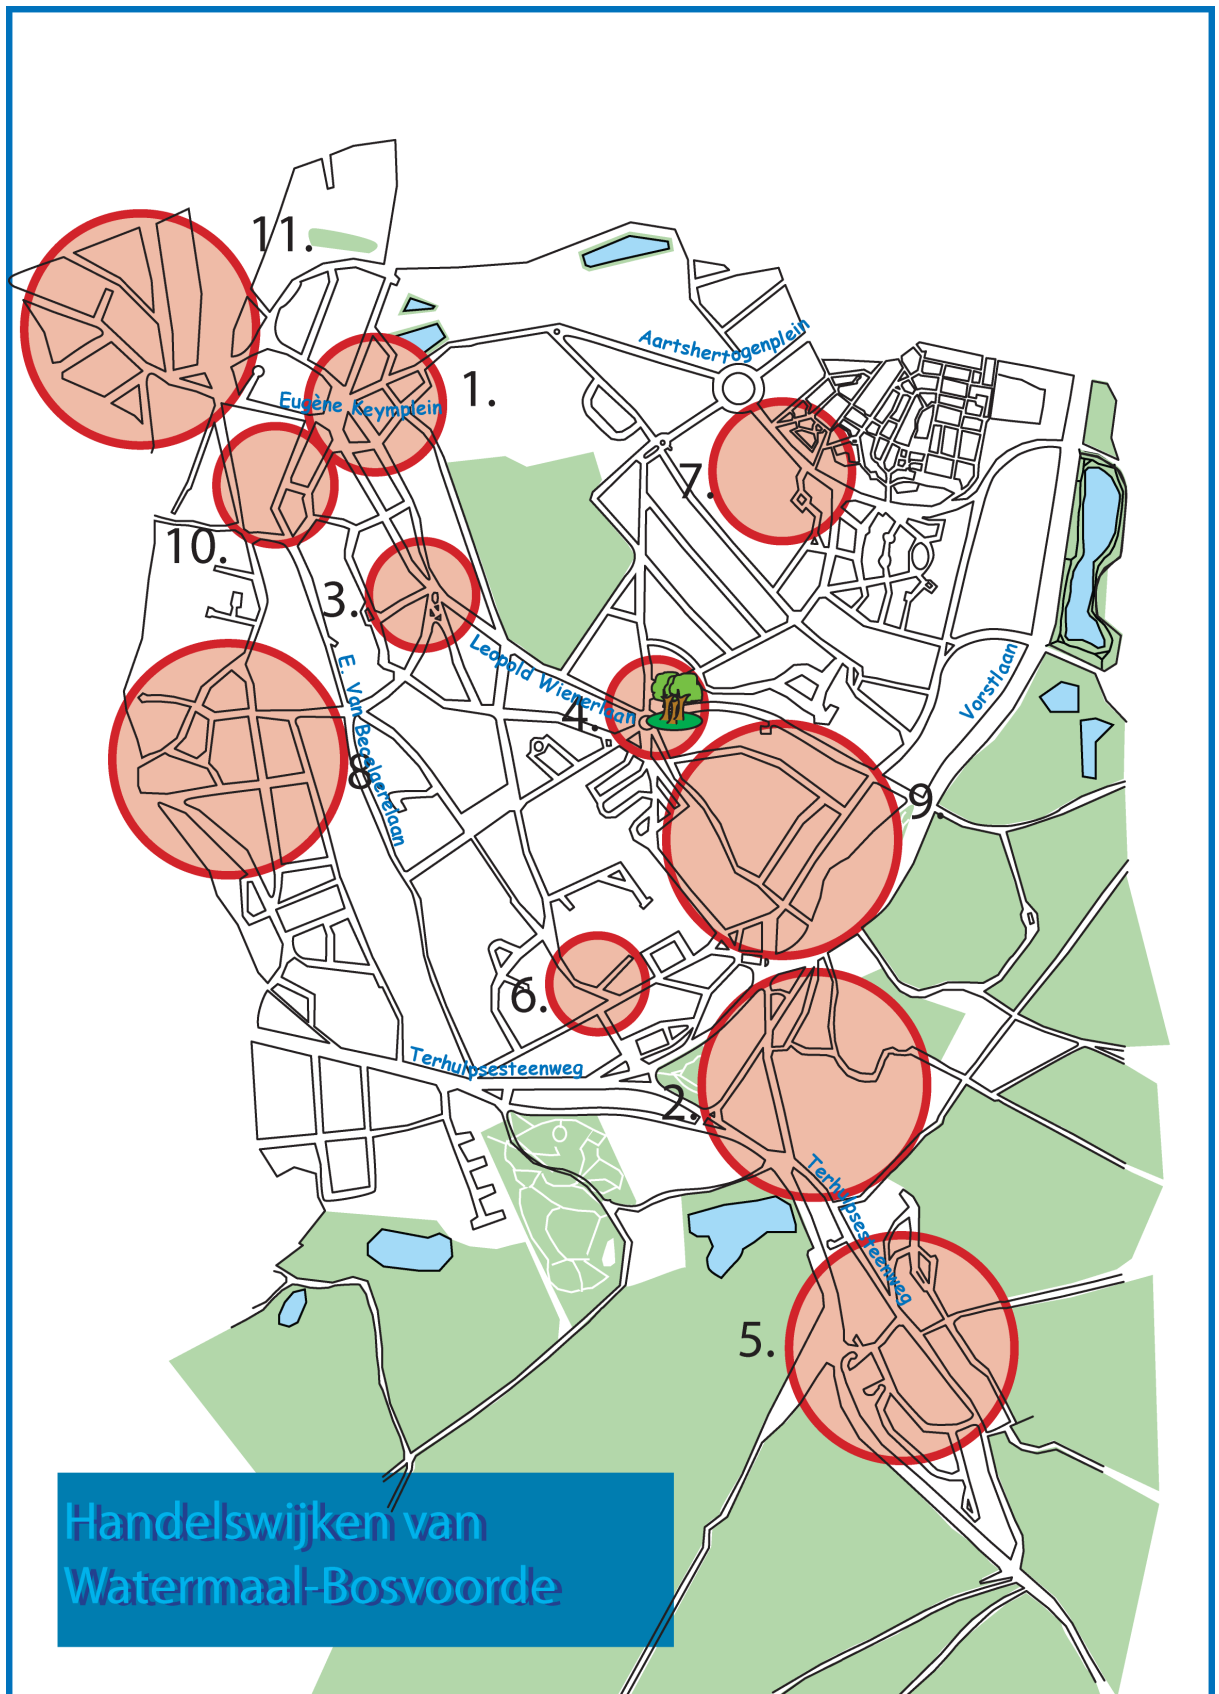 11.
Aartshertogenplein
1.
Eugène Keymplein
7.
10.
3.
Leopold Wienerlaan
E. Van Becelaerelaan
Vorstlaan
4.
8
9.
6.
Terhulpsesteenweg
2.
Terhulpsesteenweg
5.
Handelswijken van
Watermaal-Bosvoorde